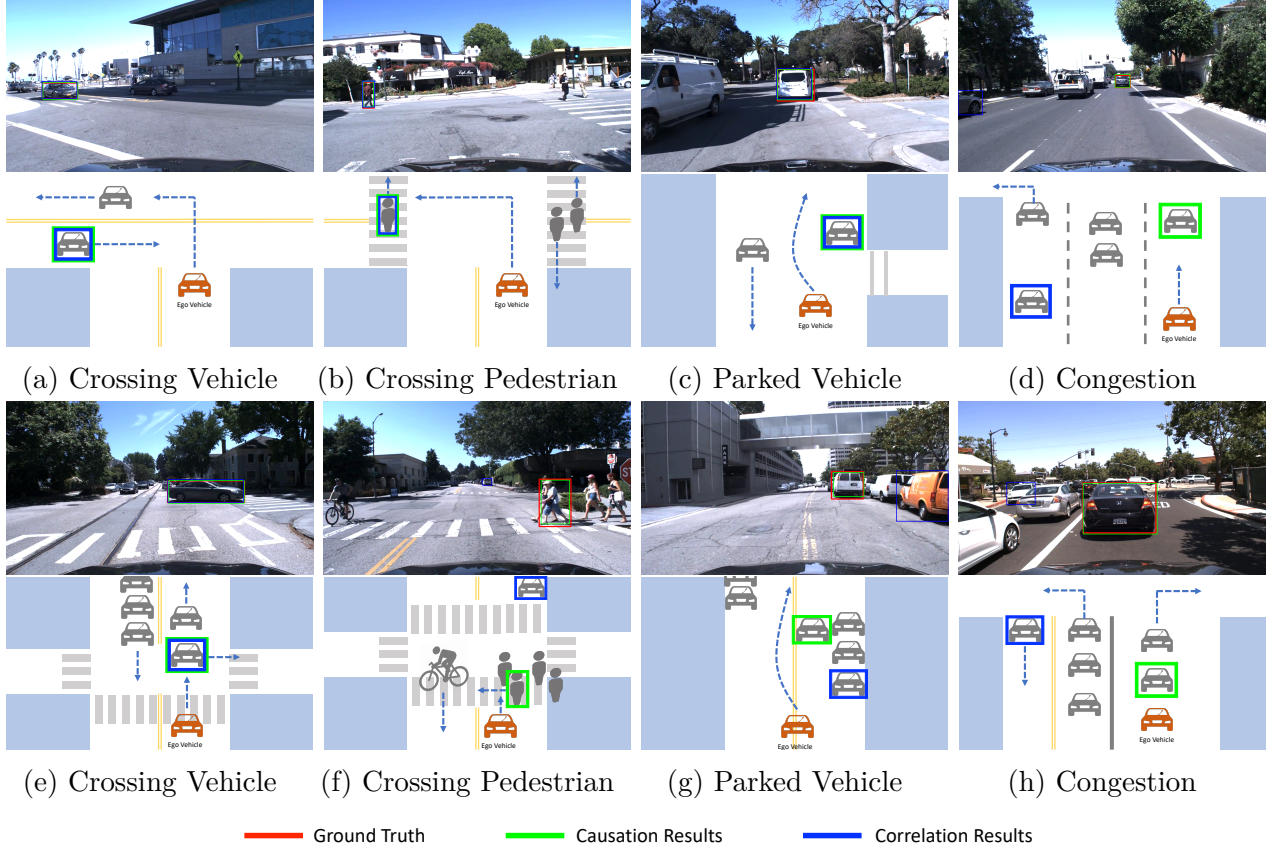 Ego Vehicle
Ego Vehicle
Ego Vehicle
Ego Vehicle
(a) Crossing Vehicle
(b) Crossing Pedestrian
(c) Parked Vehicle
(d) Congestion
Ego Vehicle
Ego Vehicle
Ego Vehicle
Ego Vehicle
(e) Crossing Vehicle
(f) Crossing Pedestrian
(g) Parked Vehicle
(h) Congestion
Ground Truth
Causation Results
Correlation Results